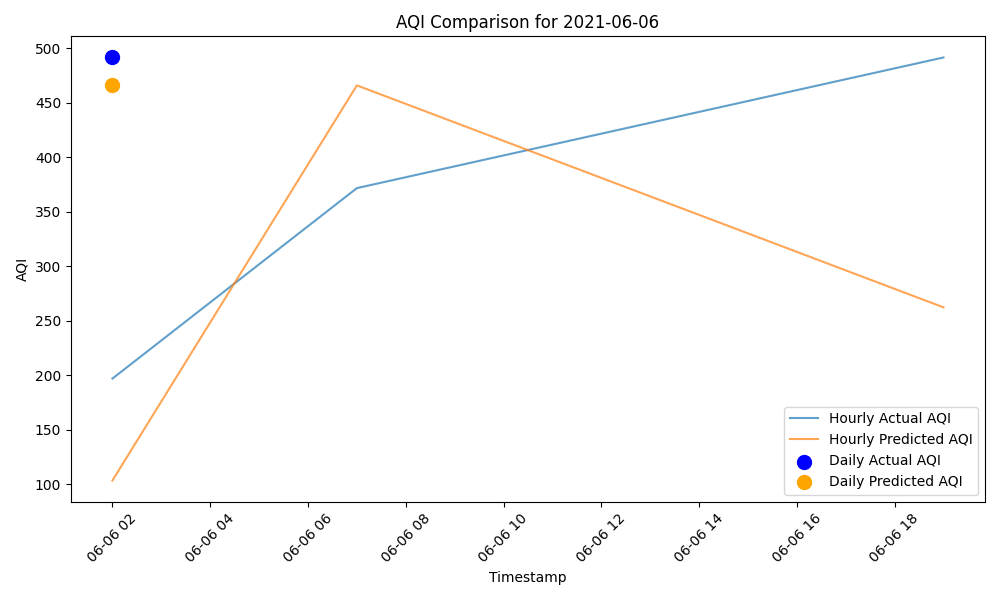 AQI Comparison for 2021-06-06
AQI
500
450
400
350
300
250
200
150
100
Hourly Actual AQI
Hourly Predicted AQI
Daily Actual AQI
Daily Predicted AQI
06-06 02
06-06 04
06-06 06
06-06 08
06-06 10
06-06 12
06-06 14
06-06 16
06-06 18
Timestamp